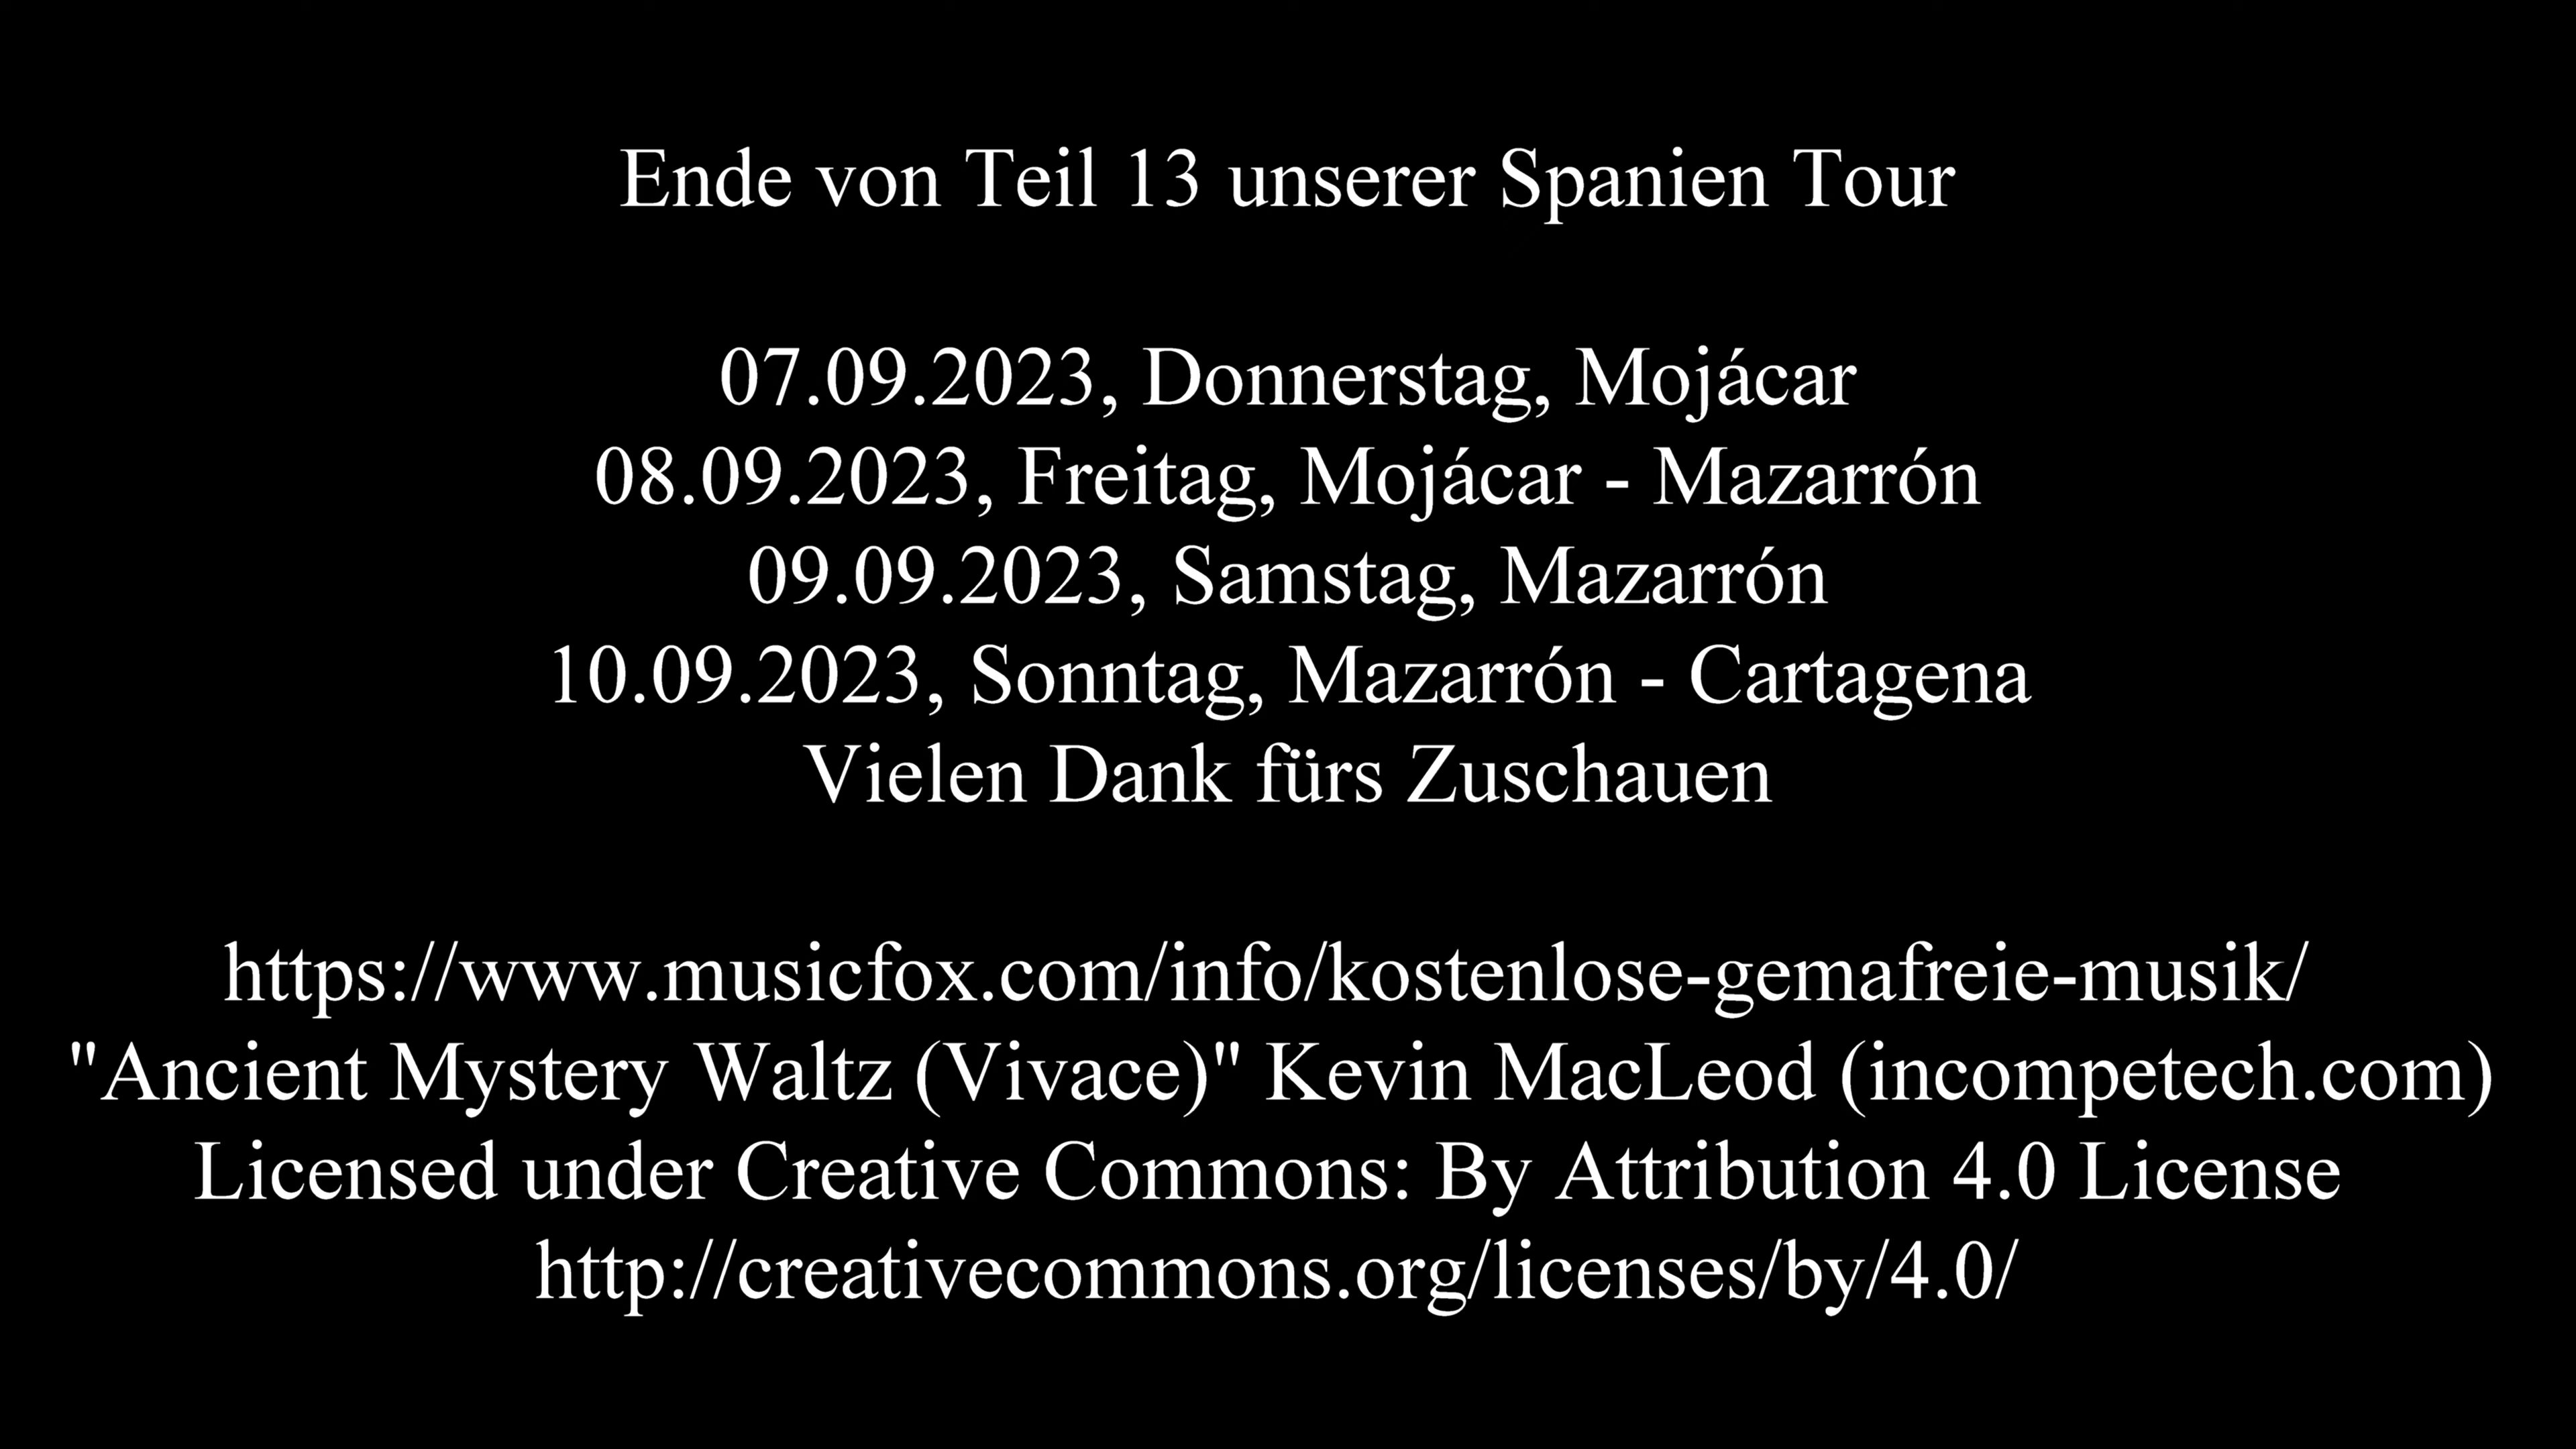 Ende von Teil 13 unserer Spanien Tour
07.09.2023, Donnerstag, Mojácar
08.09.2023, Freitag, Mojácar - Mazarrón
09.09.2023, Samstag, Mazarrón
10.09.2023, Sonntag, Mazarrón - Cartagena
Vielen Dank fürs Zuschauen
https://www.musicfox.com/info/kostenlose-gemafreie-musik/
"Ancient Mystery Waltz (Vivace)" Kevin MacLeod (incompetech.com)
Licensed under Creative Commons: By Attribution 4.0 License
http://creativecommons.org/licenses/by/4.0/